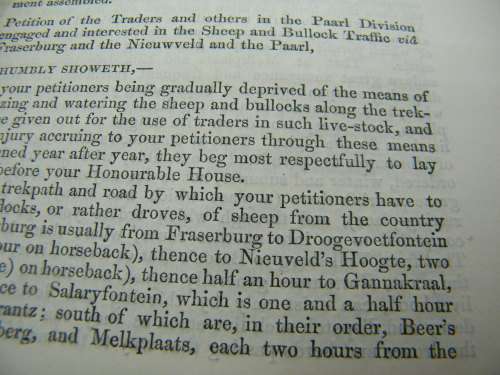 ment assembled.
Petition of the Traders and others in the Paarl Division
engaged and interested in the Sheep and Bullock Traffic viâ
Fraserburg and the Nieuwveld and the Paarl,
HUMBLY SHOWETH,—
your petitioners being gradually deprived of the means of
zing and watering the sheep and bullocks along the trek-
e given out for the use of traders in such live-stock, and
njury accruing to your petitioners through these means
ned year after year, they beg most respectfully to lay
before your Honourable House.
trekpath and road by which your petitioners have to
locks, or rather droves, of sheep from the country
rburg is usually from Fraserburg to Droogevoetfontein
our on horseback), thence to Nieuveld's Hoogte, two
e) on horseback), thence half an hour to Gannakraal,
ce to Salaryfontein, which is one and a half hour
rantz; south of which are, in their order, Beer's
berg, and Melkplaats, each two hours from the